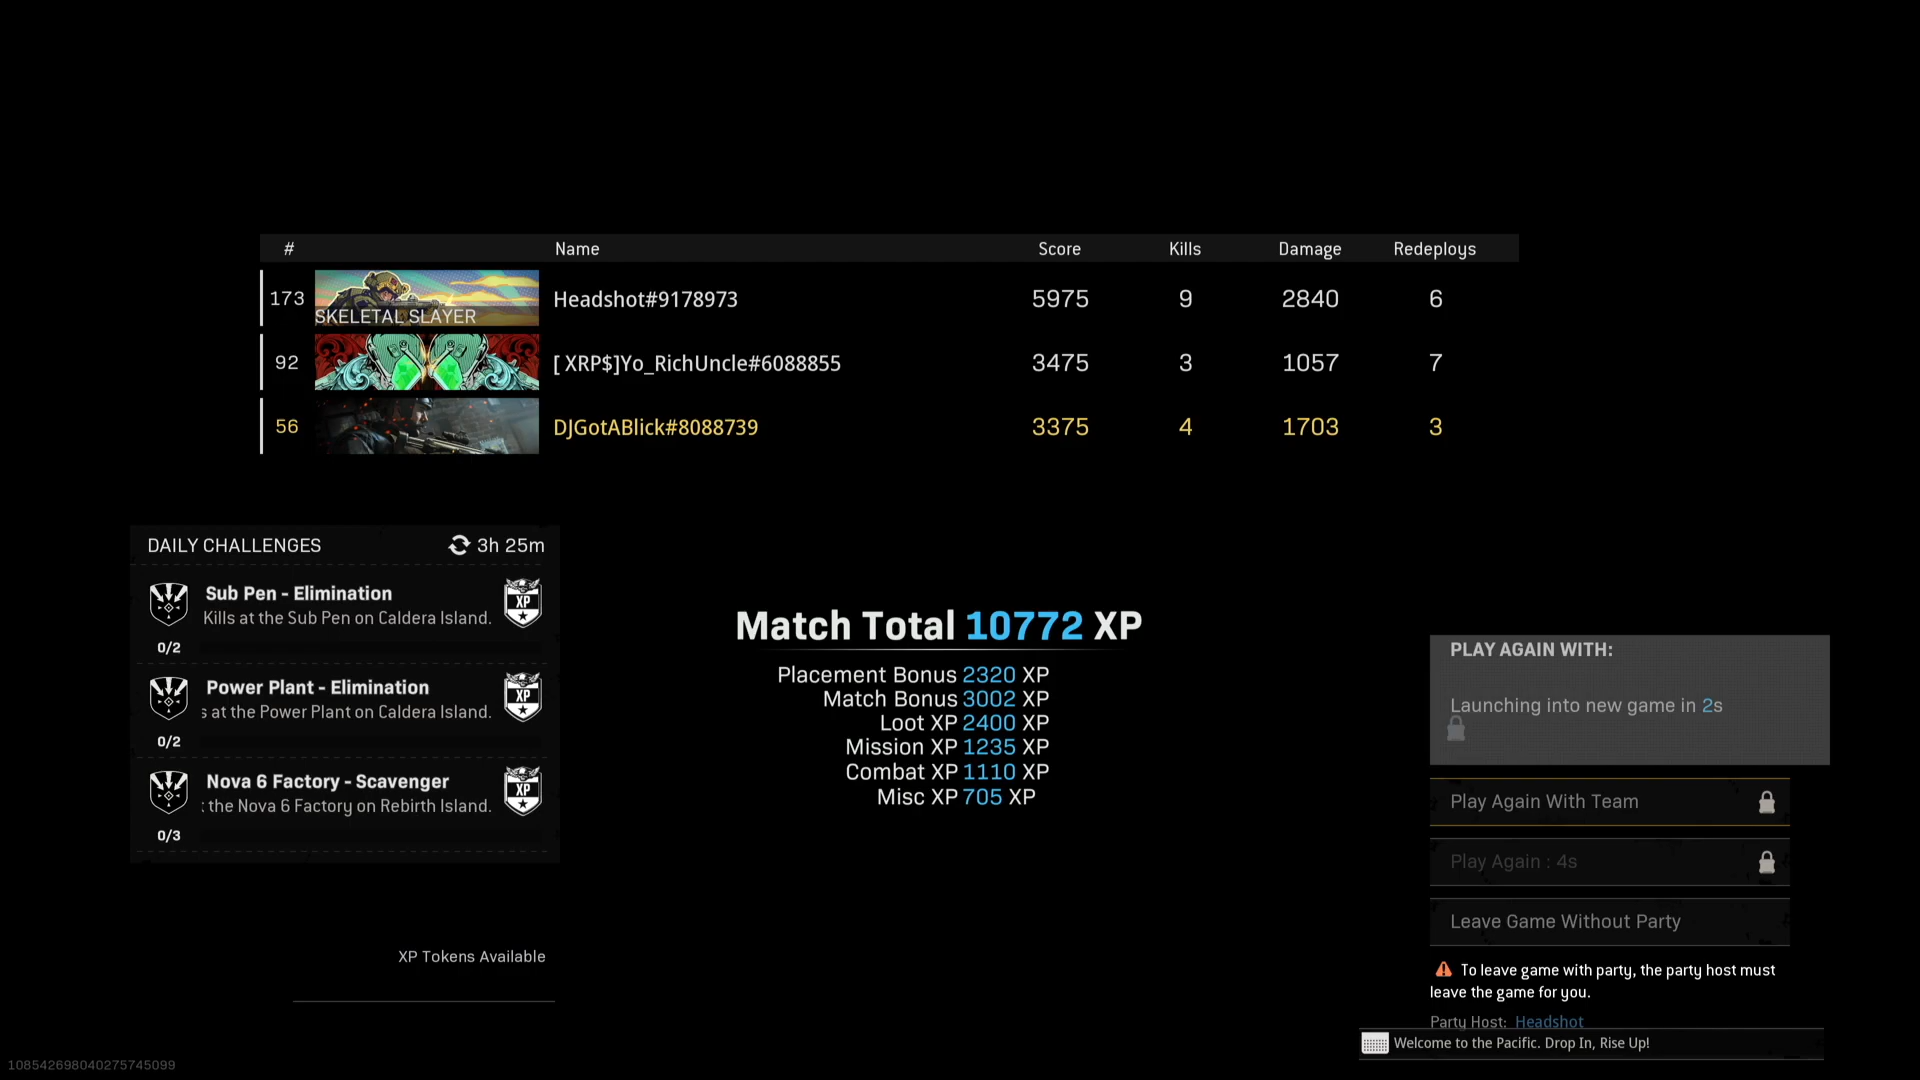 # Name Score Kills Damage Redeploys
173 SKELETAL SLAYER Headshot#9178973 5975 9 2840 6
92 [ XRP$]Yo_RichUncle#6088855 3475 3 1057 7
56 DJGotABlick#8088739 3375 4 1703 3
DAILY CHALLENGES 3h 25m
Sub Pen - Elimination
Kills at the Sub Pen on Caldera Island.
XP
0/2
Power Plant - Elimination
s at the Power Plant on Caldera Island.
XP
0/2
Nova 6 Factory - Scavenger
the Nova 6 Factory on Rebirth Island.
XP
0/3
XP Tokens Available
Match Total 10772 XP
Placement Bonus 2320 XP
Match Bonus 3002 XP
Loot XP 2400 XP
Mission XP 1235 XP
Combat XP 1110 XP
Misc XP 705 XP
PLAY AGAIN WITH:
Launching into new game in 2s
Play Again With Team
Play Again : 4s
Leave Game Without Party
To leave game with party, the party host must
leave the game for you.
Party Host: Headshot
Welcome to the Pacific. Drop In, Rise Up!
108542698040275745099